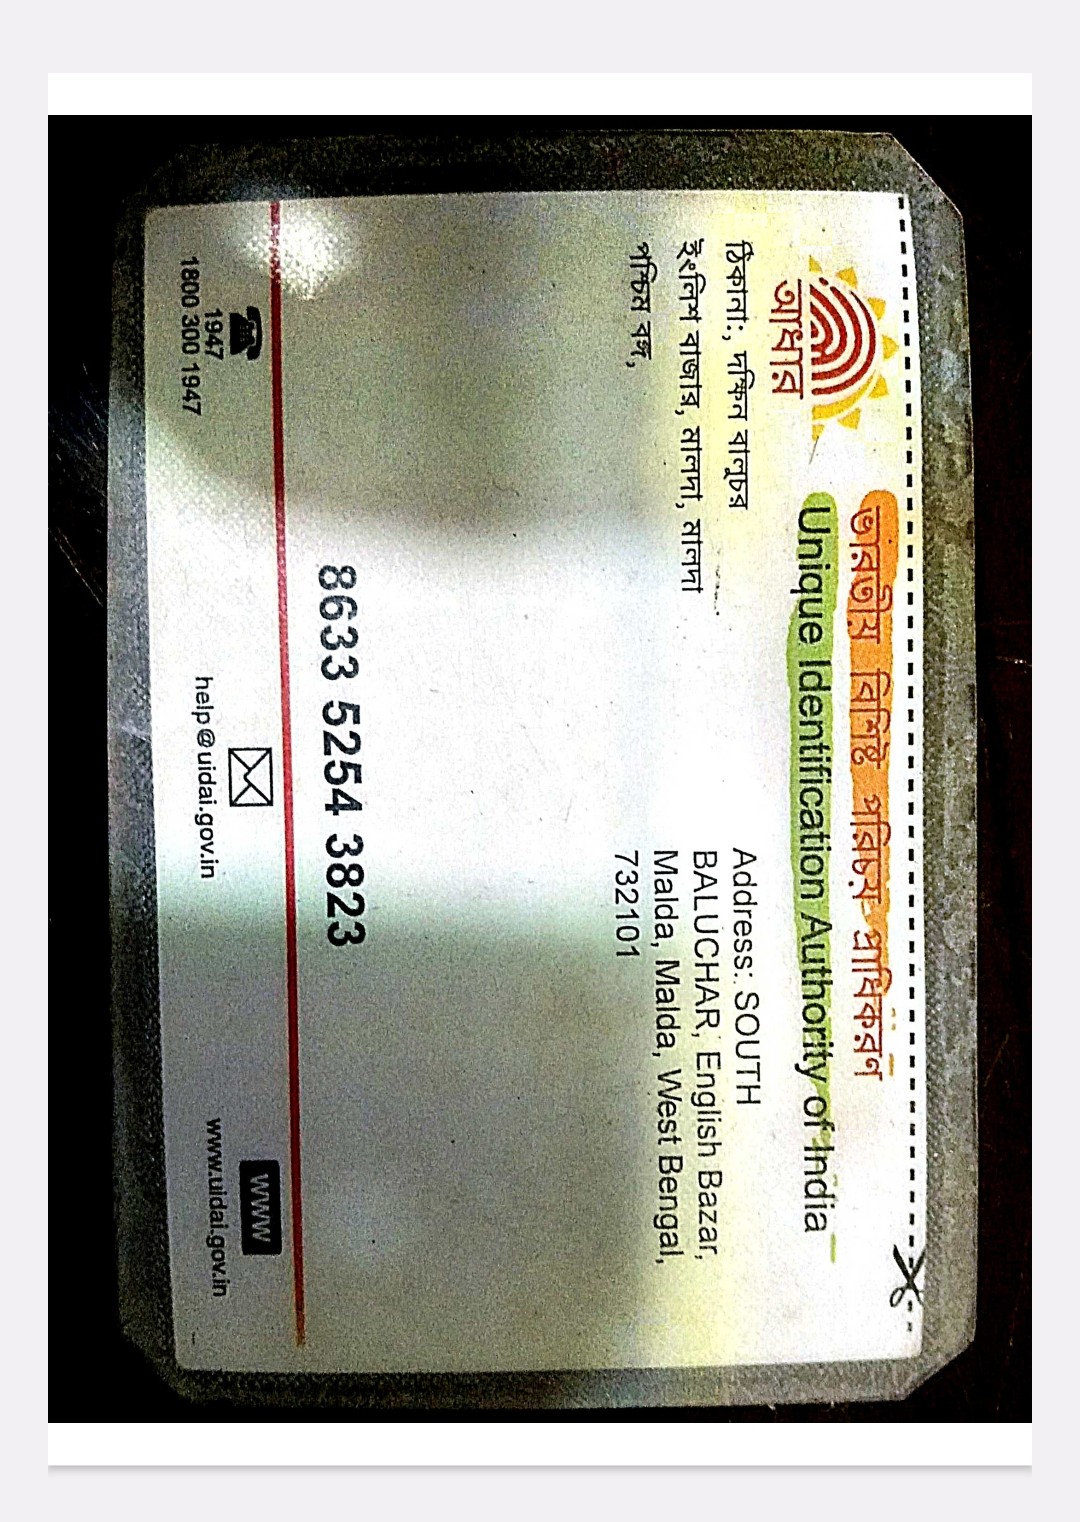 ভারতীয় বিশিষ্ট পরিচয় প্রাধিকরণ
Unique Identification Authority of India
আধার
ঠিকানা:, দক্ষিন বালুচর
ইংলিশ বাজার, মালদা, মালদা
পশ্চিম বঙ্গ,
Address:. SOUTH
BALUCHAR, English Bazar,
Malda, Malda, West Bengal,
732101
8633 5254 3823
1947
1800 300 1947
help@uidai.gov.in
WWW
www.uidai.gov.in